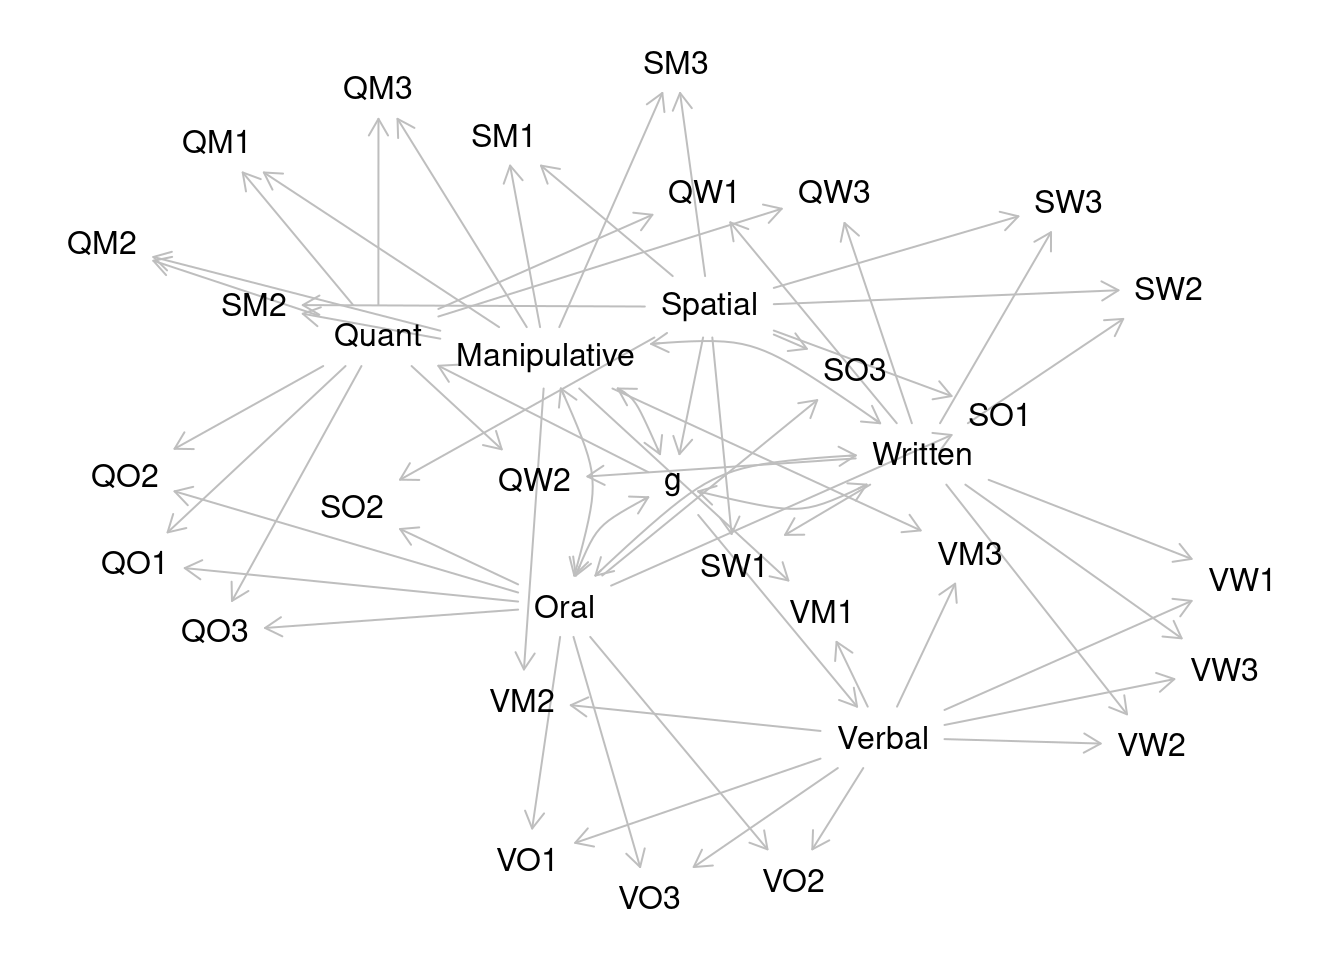 SM3
QM3
SM1
QM1
QW1
QW3
SW3
QM2
SW2
SM2
Spatial
Quant
Manipulative
SO3
SO1
Written
QO2
QW2
g
SO2
VM3
QO1
SW1
VW1
Oral
VM1
QO3
VW3
VM2
Verbal
VW2
VO1
VO2
VO3